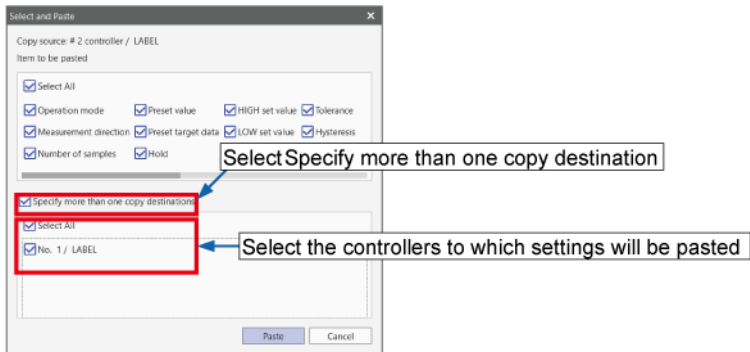 Select and Paste
Copy source: # 2 controller / LABEL
Item to be pasted
Select All
Operation mode Preset value HIGH set value Tolerance
Measurement direction Preset target data LOW set value Hysteresis
Number of samples Hold
Select Specify more than one copy destination
Specify more than one copy destinations
Select All
No. 1 / LABEL
Select the controllers to which settings will be pasted
Paste Cancel